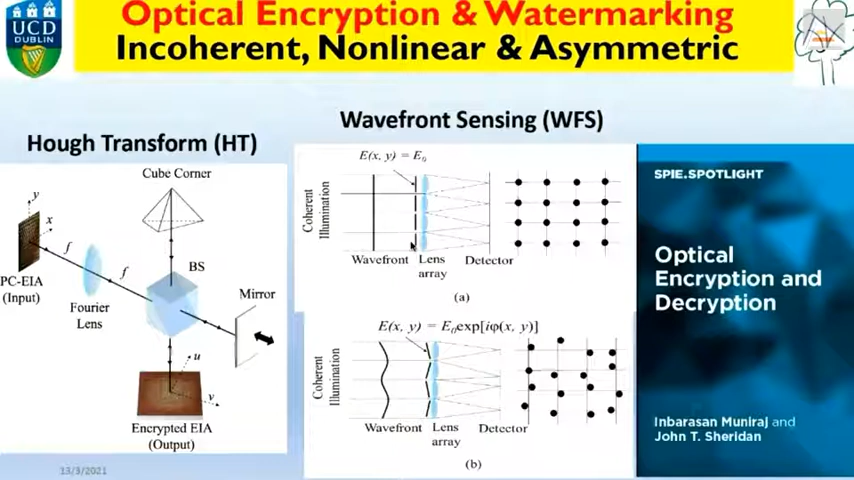 Optical Encryption & Watermarking
Incoherent, Nonlinear & Asymmetric
UCD
DUBLIN
Hough Transform (HT)
Cube Corner
y
x
f
f
PC-EIA
(Input)
BS
Fourier
Lens
Mirror
u
v
Encrypted EIA
(Output)
13/3/2021
Wavefront Sensing (WFS)
E(x, y) = E₀
Coherent
Illumination
Wavefront
Lens
array
Detector
(a)
E(x, y) = E₀exp[iφ(x, y)]
Coherent
Illumination
Wavefront
Lens
array
Detector
(b)
SPIE.SPOTLIGHT
Optical
Encryption and
Decryption
Inbarasan Muniraj and
John T. Sheridan